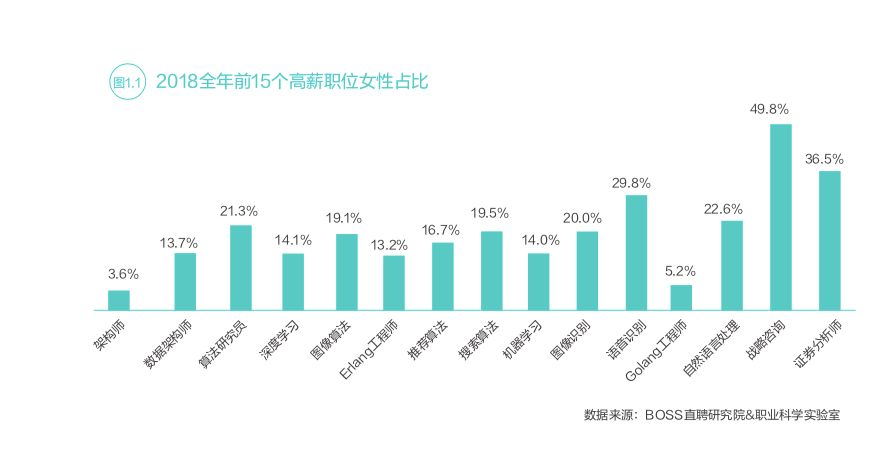 图1.1 2018全年前15个高薪职位女性占比
3.6%
13.7%
21.3%
14.1%
19.1%
13.2%
16.7%
19.5%
14.0%
20.0%
29.8%
5.2%
22.6%
49.8%
36.5%
架构师
数据架构师
算法研究员
深度学习
图像算法
Erlang工程师
推荐算法
搜索算法
机器学习
图像识别
语音识别
Golang工程师
自然语言处理
战略咨询
证券分析师
数据来源：BOSS直聘研究院&职业科学实验室